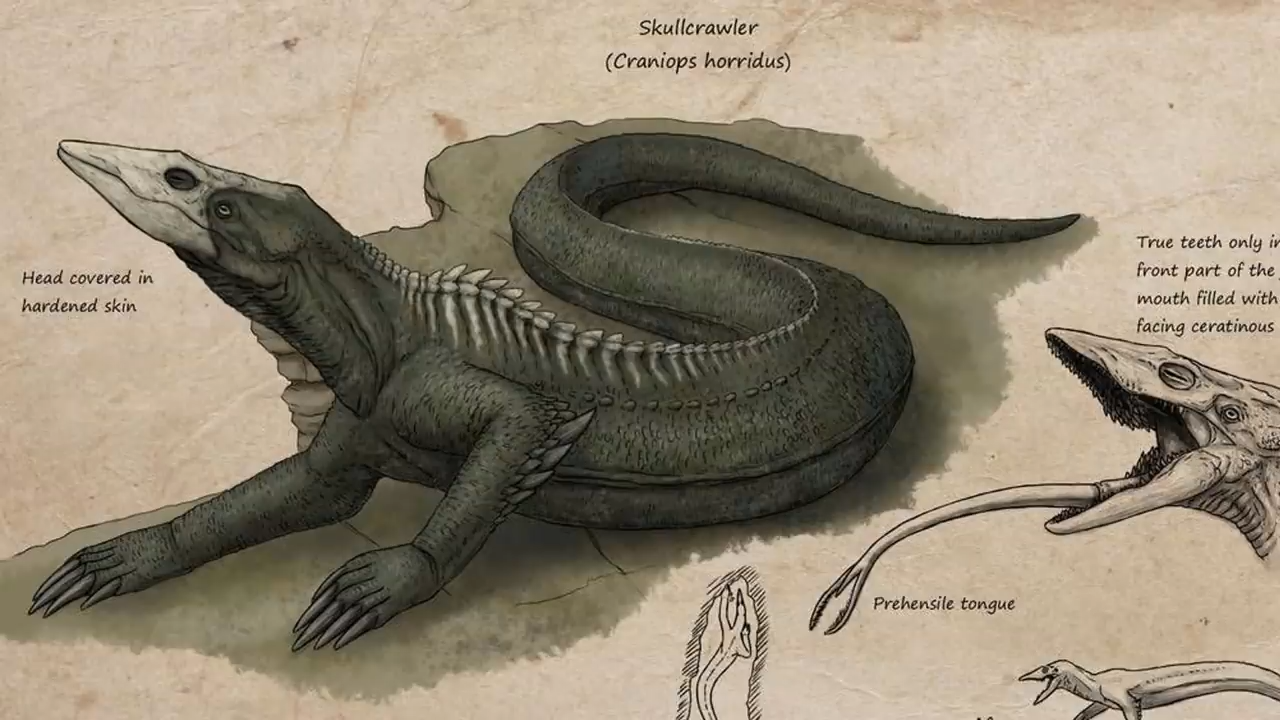 Skullcrawler
(Craniops horridus)
Head covered in
hardened skin
True teeth only in
front part of the
mouth filled with
facing ceratinous
Prehensile tongue